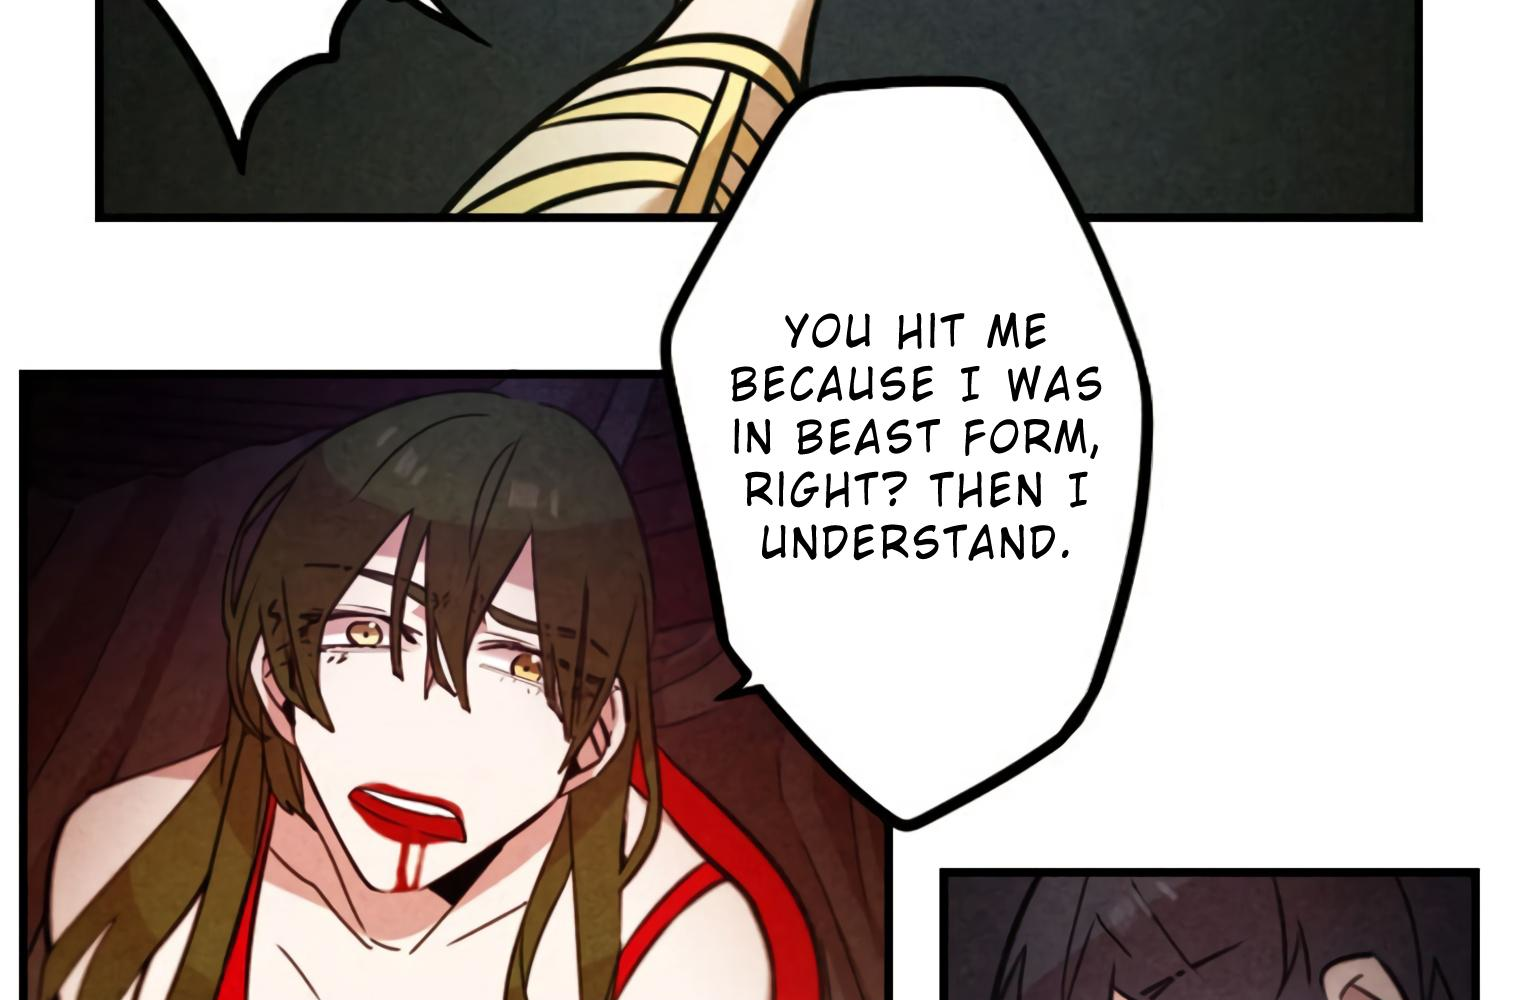 YOU HIT ME
BECAUSE I WAS
IN BEAST FORM,
RIGHT? THEN I
UNDERSTAND.